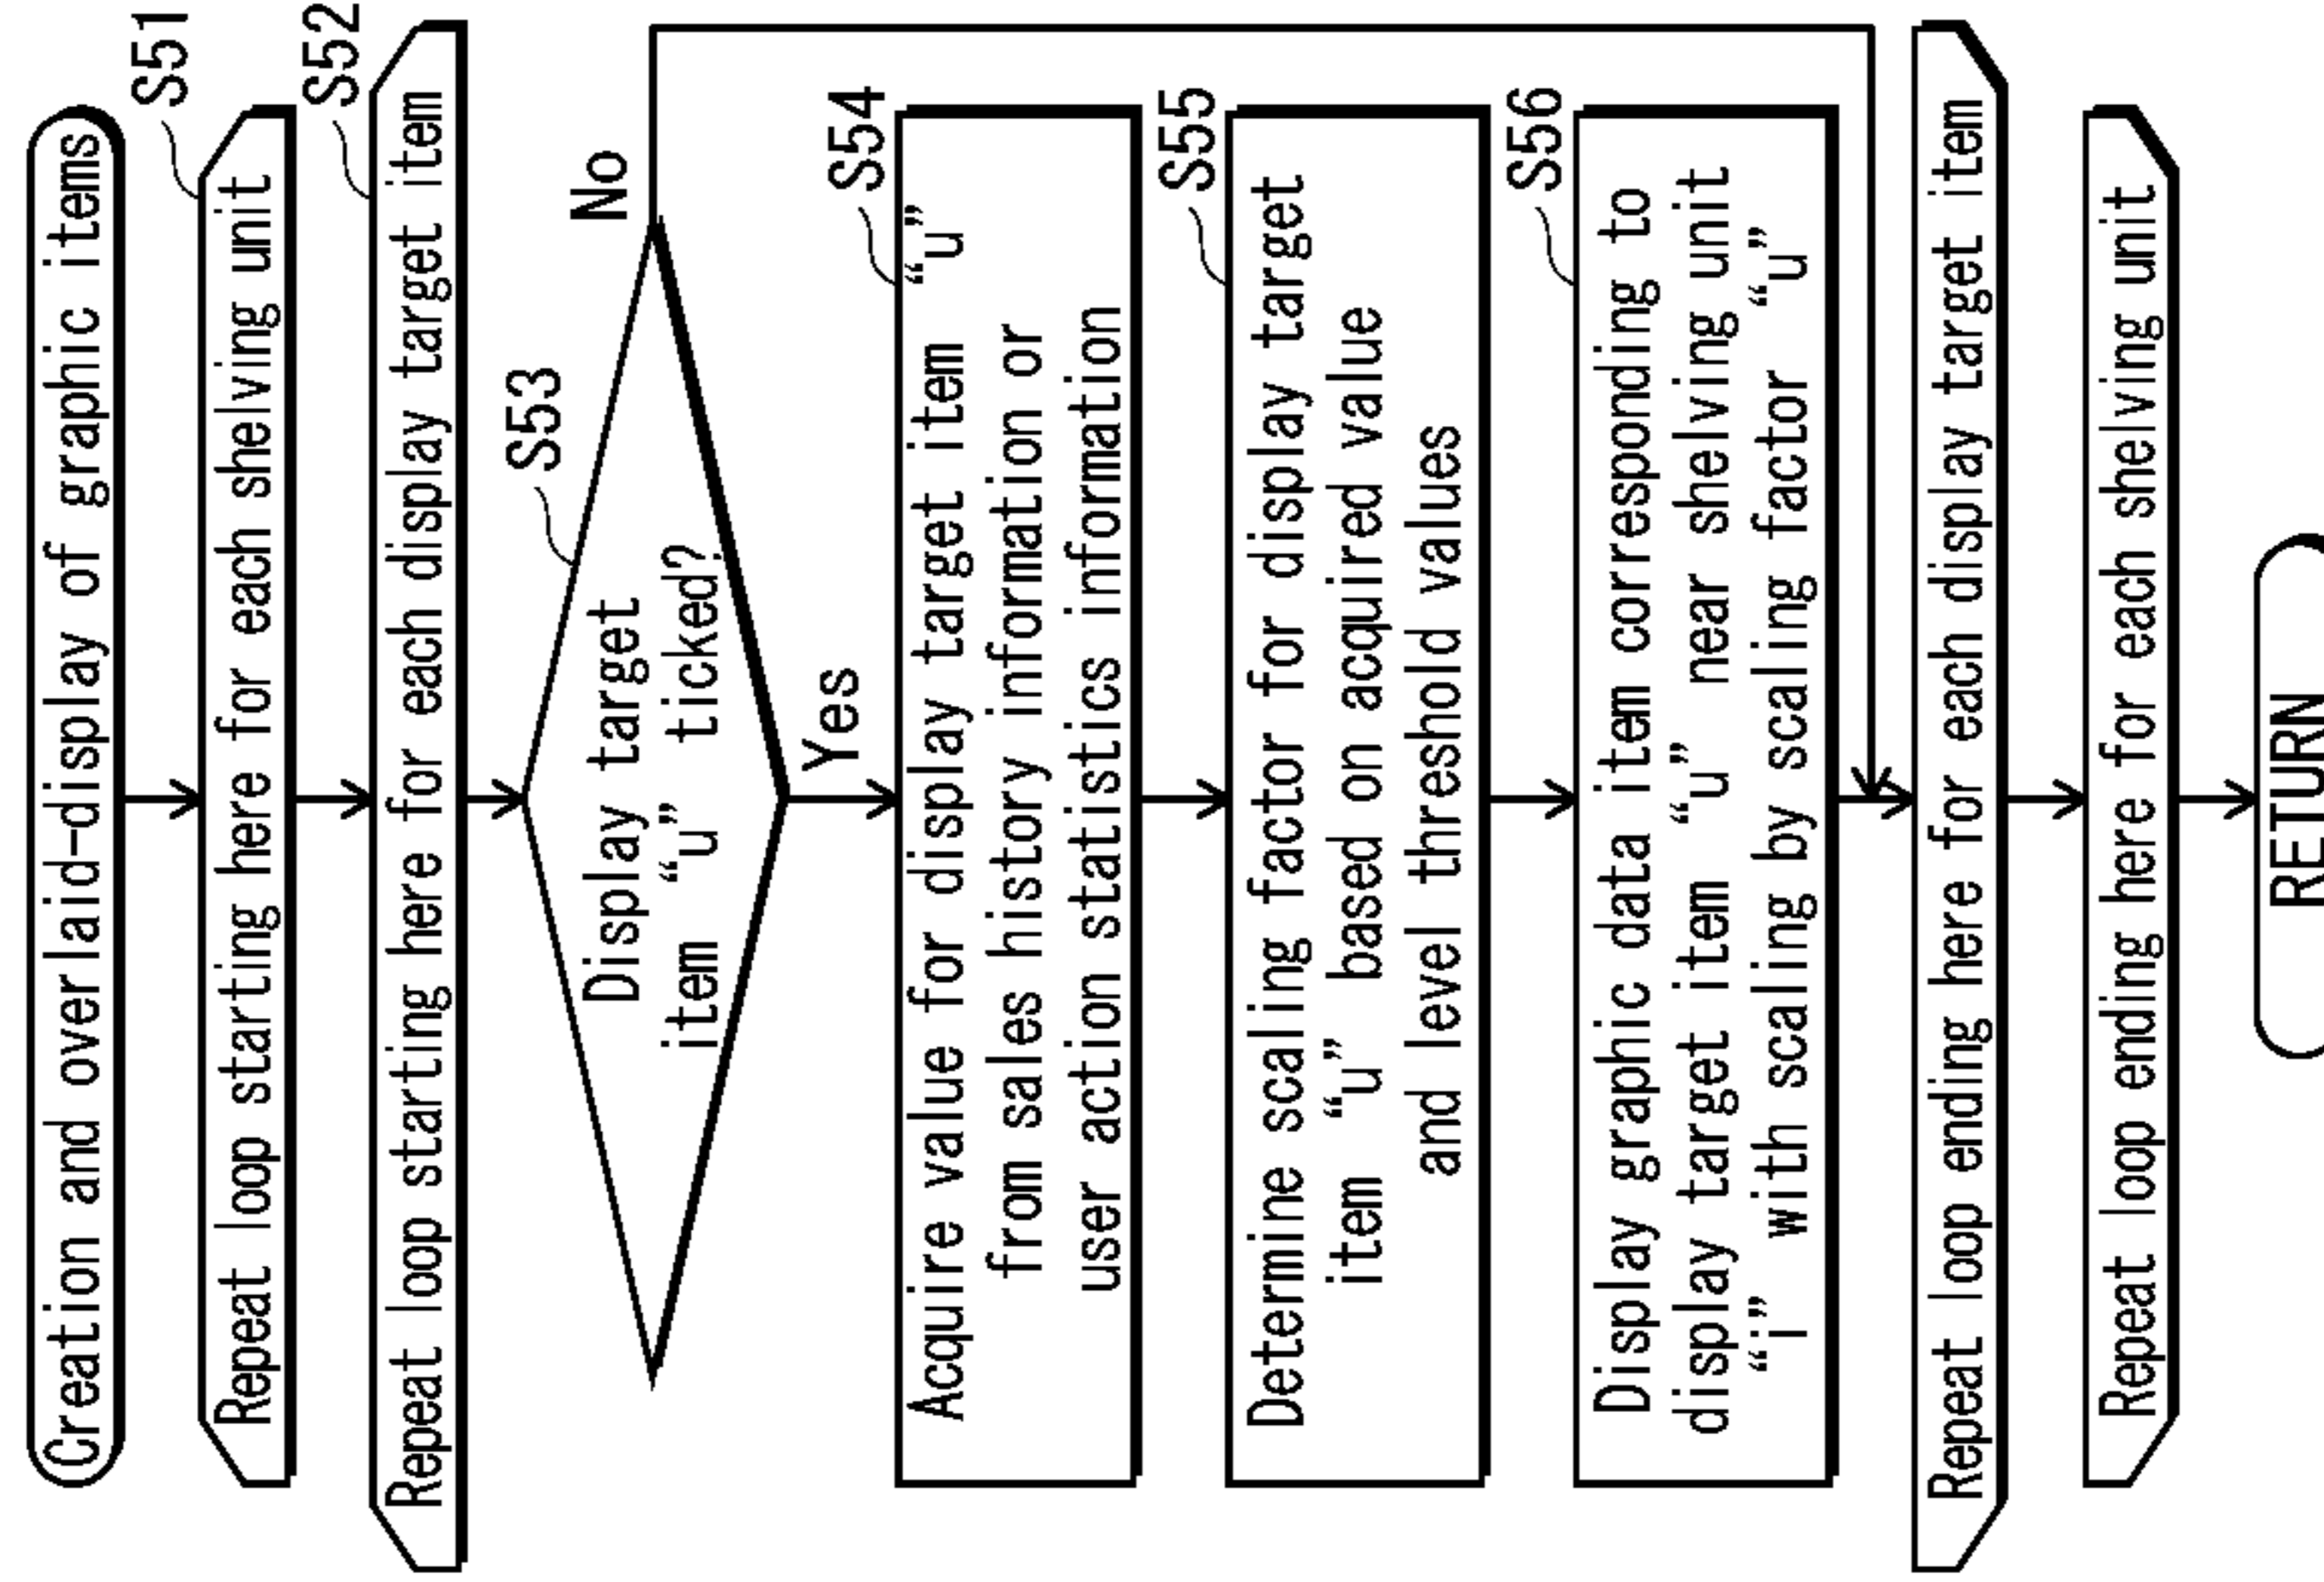 Creation and overlaid-display of graphic items
S51
Repeat loop starting here for each shelving unit
S52
Repeat loop starting here for each display target item
S53
Display target
item “u” ticked?
No
Yes
S54
Acquire value for display target item “u”
from sales history information or
user action statistics information
S55
Determine scaling factor for display target
item “u” based on acquired value
and level threshold values
S56
Display graphic data item corresponding to
display target item “u” near shelving unit
“i” with scaling by scaling factor “u”
Repeat loop ending here for each display target item
Repeat loop ending here for each shelving unit
RETURN